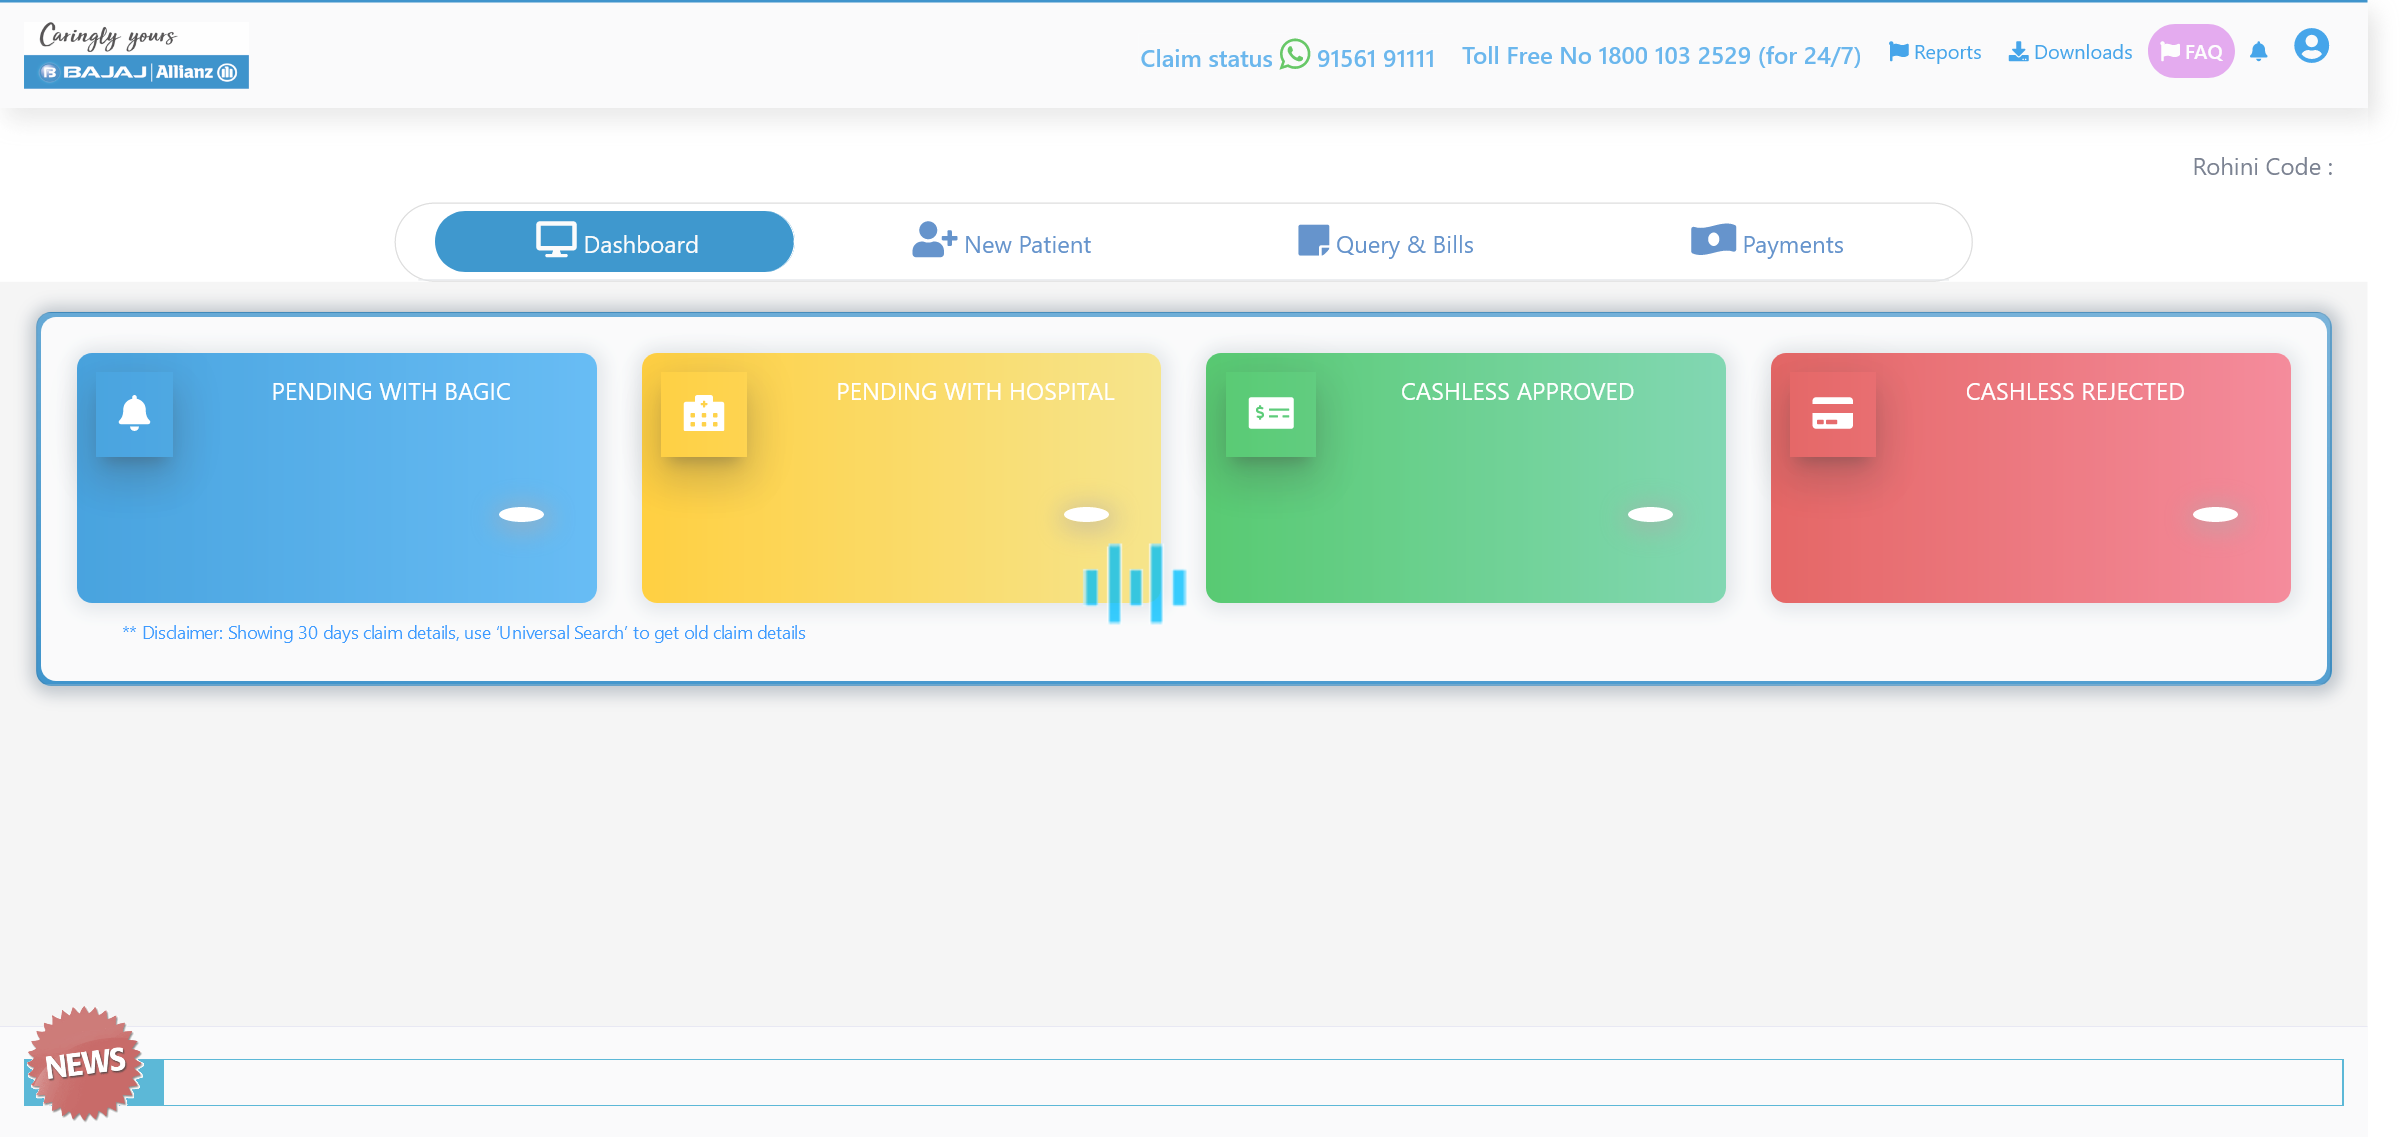 Caringly yours
BAJAJ | Allianz
Claim status 91561 91111
Toll Free No 1800 103 2529 (for 24/7)
Reports
Downloads
FAQ
Rohini Code :
Dashboard
New Patient
Query & Bills
Payments
PENDING WITH BAGIC
PENDING WITH HOSPITAL
CASHLESS APPROVED
CASHLESS REJECTED
** Disclaimer: Showing 30 days claim details, use ‘Universal Search’ to get old claim details
NEWS